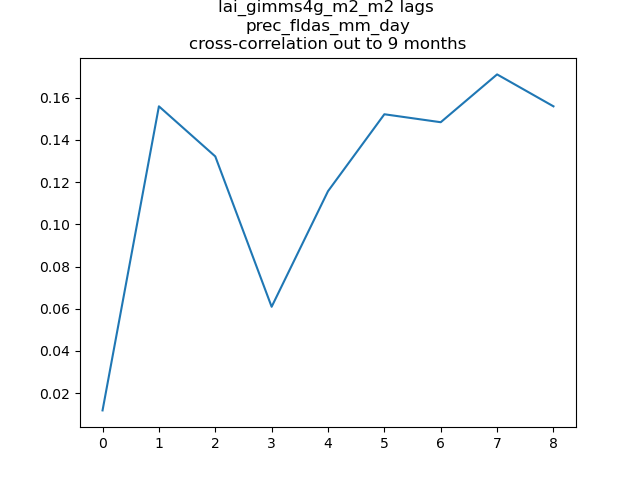 lai_gimms4g_m2_m2 lags
prec_fldas_mm_day
cross-correlation out to 9 months
0.16
0.14
0.12
0.10
0.08
0.06
0.04
0.02
0 1 2 3 4 5 6 7 8